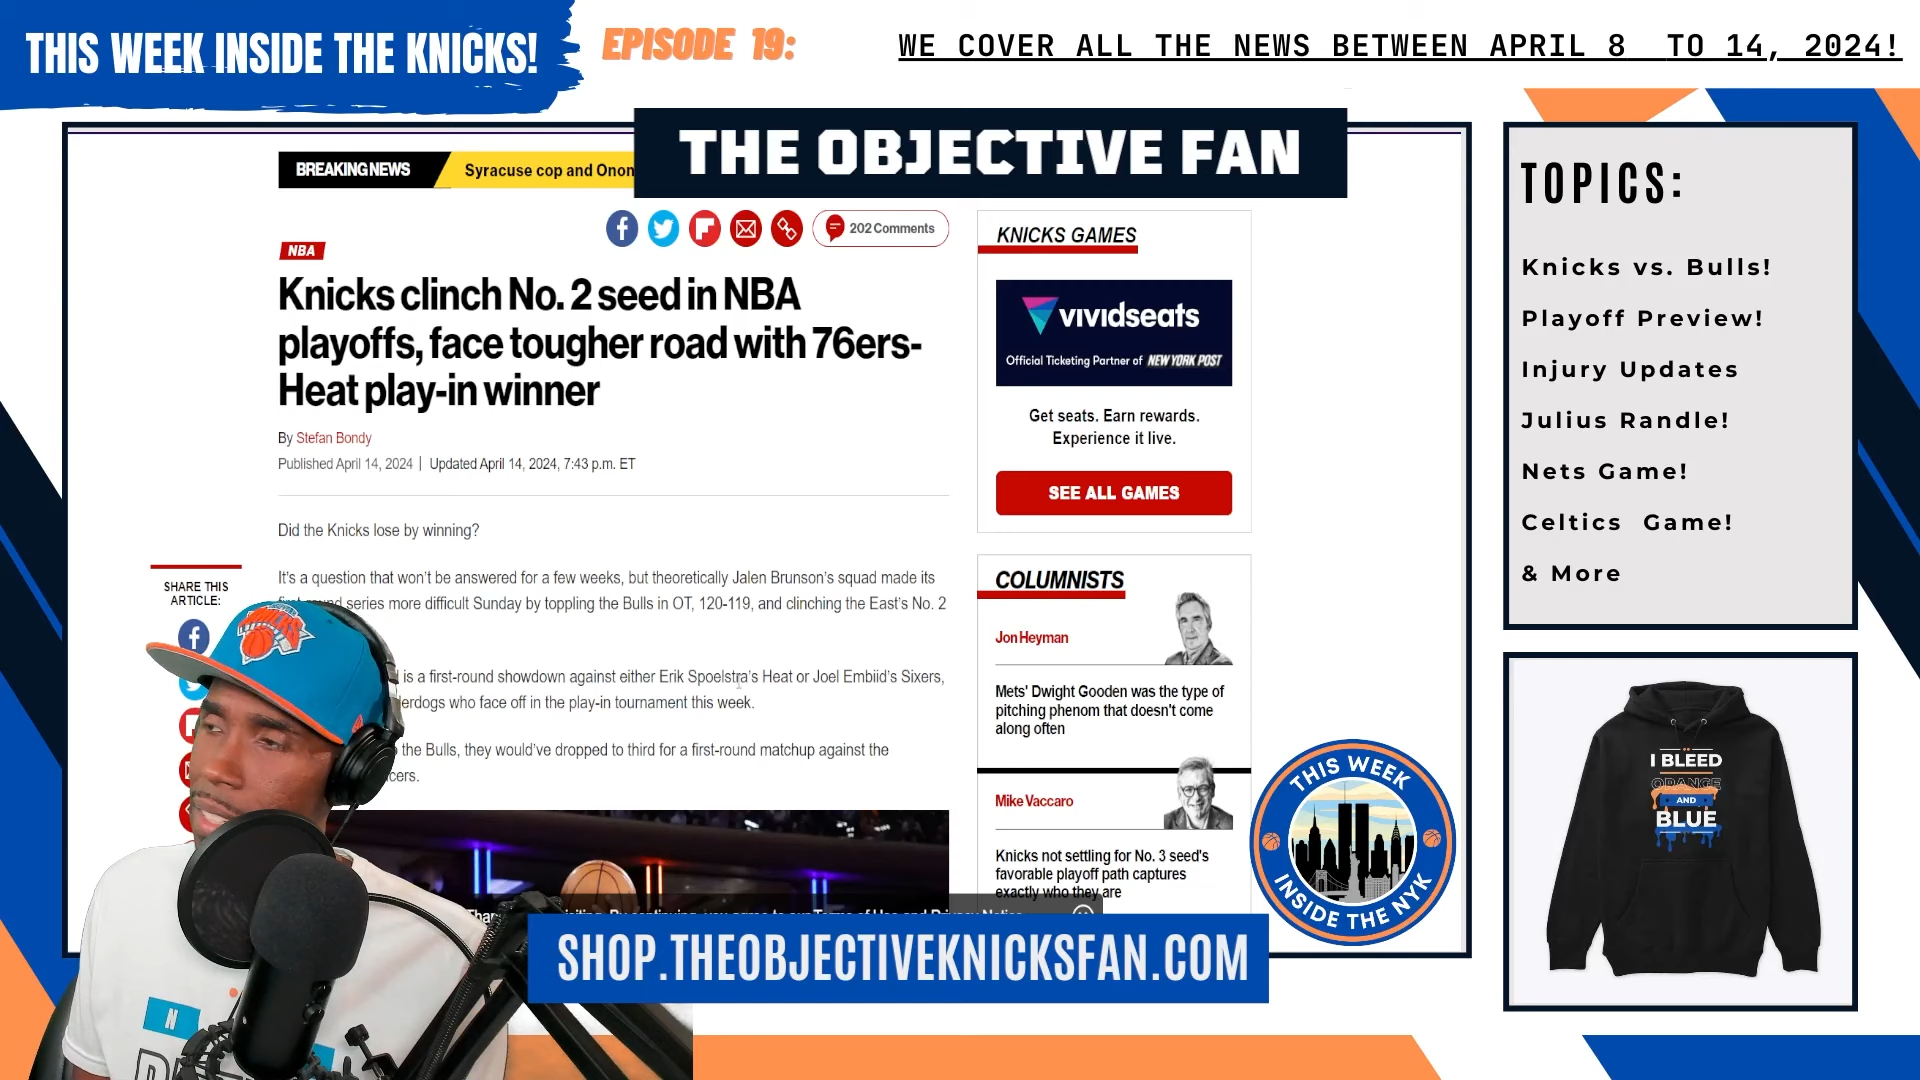 THIS WEEK INSIDE THE KNICKS!
EPISODE 19:
WE COVER ALL THE NEWS BETWEEN APRIL 8 TO 14, 2024!
THE OBJECTIVE FAN
BREAKING NEWS
Syracuse cop and Onon
202 Comments
NBA
Knicks clinch No. 2 seed in NBA
playoffs, face tougher road with 76ers-
Heat play-in winner
By Stefan Bondy
Published April 14, 2024 | Updated April 14, 2024, 7:43 p.m. ET
Did the Knicks lose by winning?
It's a question that won't be answered for a few weeks, but theoretically Jalen Brunson's squad made its
series more difficult Sunday by toppling the Bulls in OT, 120-119, and clinching the East's No. 2
is a first-round showdown against either Erik Spoelstra's Heat or Joel Embiid's Sixers,
who face off in the play-in tournament this week.
the Bulls, they would've dropped to third for a first-round matchup against the
SHARE THIS
ARTICLE:
KNICKS GAMES
vividseats
Official Ticketing Partner of NEW YORK POST
Get seats. Earn rewards.
Experience it live.
SEE ALL GAMES
COLUMNISTS
Jon Heyman
Mets' Dwight Gooden was the type of
pitching phenom that doesn't come
along often
Mike Vaccaro
Knicks not settling for No. 3 seed's
favorable playoff path captures
exactly who they are
SHOP.THEOBJECTIVEKNICKSFAN.COM
THIS WEEK
INSIDE THE NYK
TOPICS:
Knicks vs. Bulls!
Playoff Preview!
Injury Updates
Julius Randle!
Nets Game!
Celtics Game!
& More
I BLEED
ORANGE
AND
BLUE
KNICKS
N